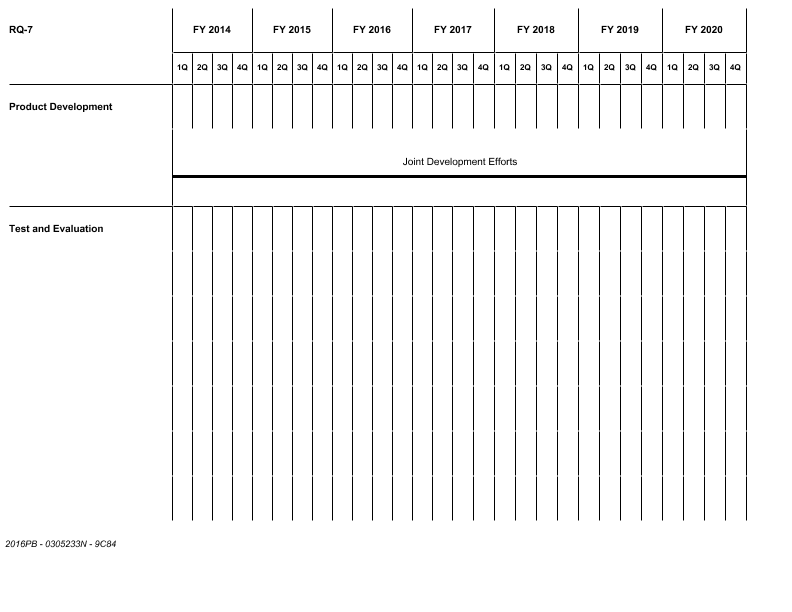 RQ-7 FY 2014 FY 2015 FY 2016 FY 2017 FY 2018 FY 2019 FY 2020
1Q 2Q 3Q 4Q 1Q 2Q 3Q 4Q 1Q 2Q 3Q 4Q 1Q 2Q 3Q 4Q 1Q 2Q 3Q 4Q 1Q 2Q 3Q 4Q 1Q 2Q 3Q 4Q
Product Development
Joint Development Efforts
Test and Evaluation
2016PB - 0305233N - 9C84